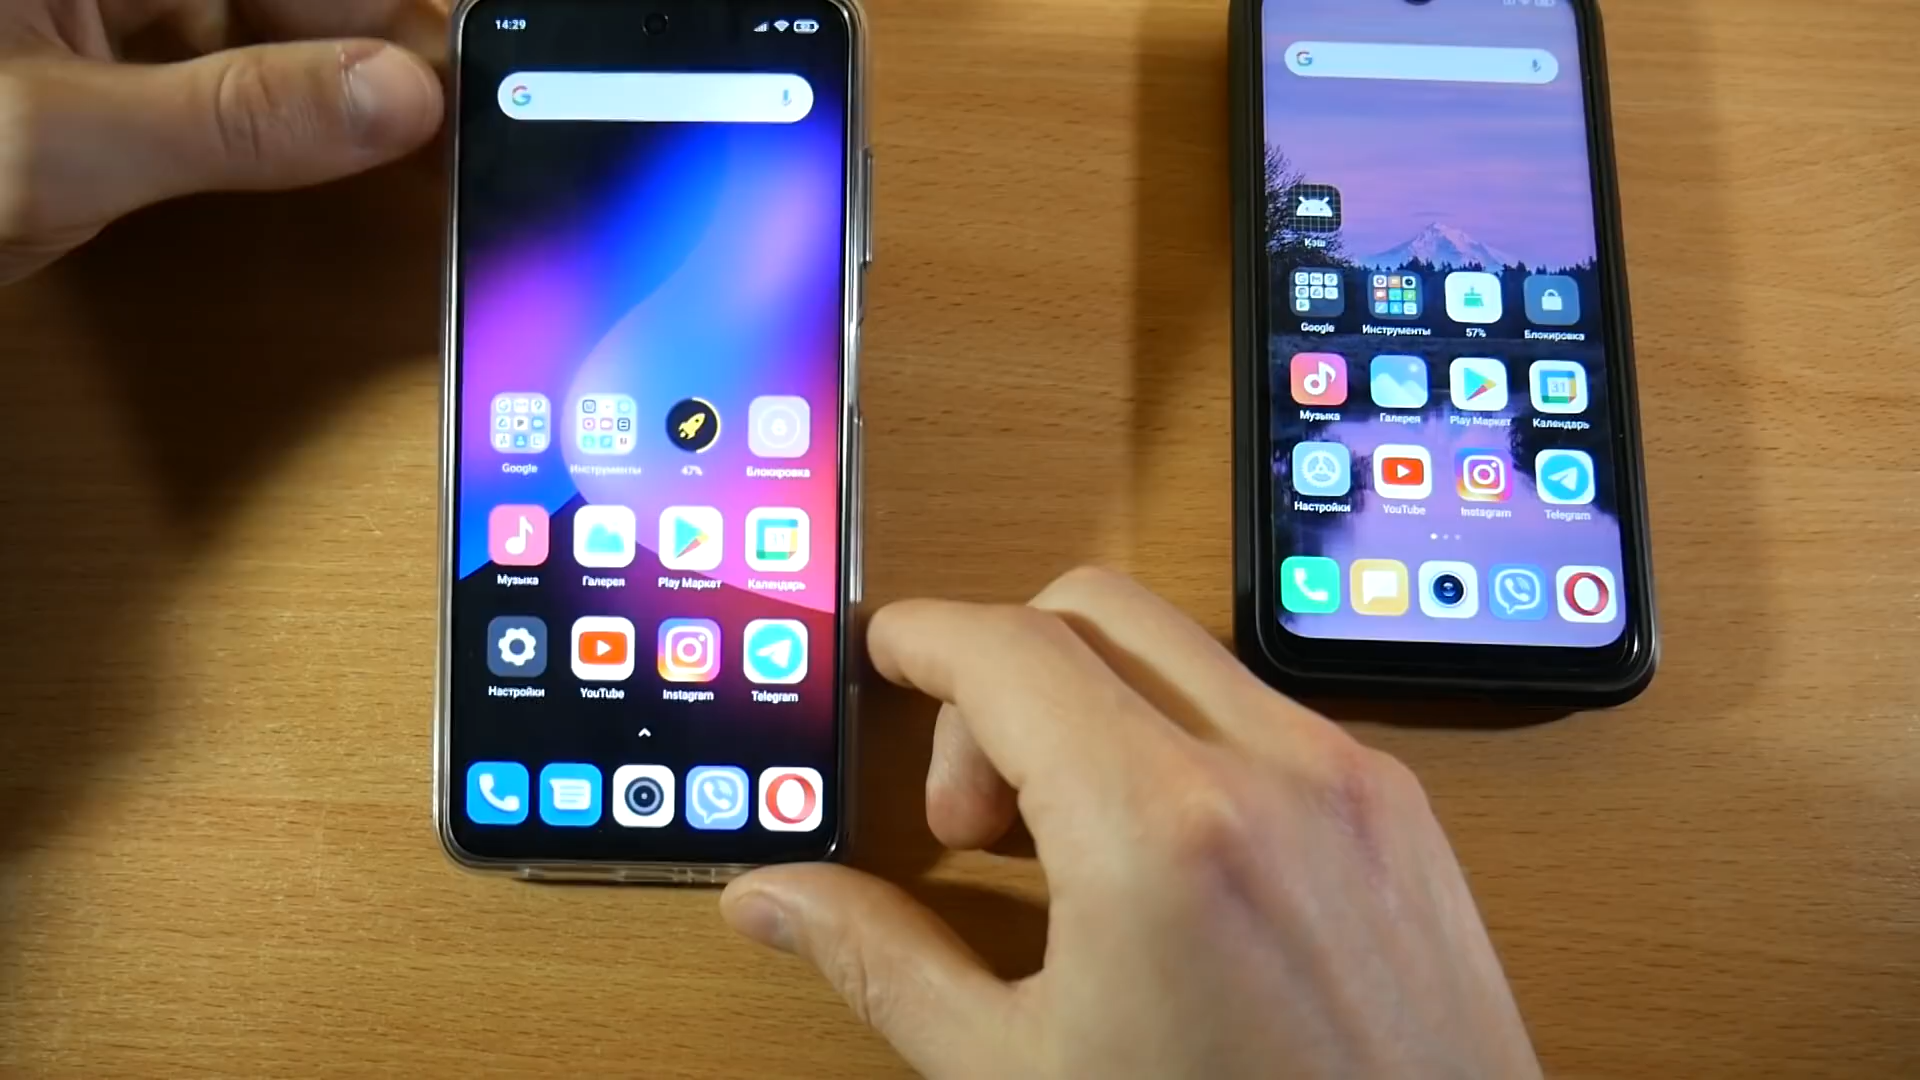 14:29
Google
Инструменты
47%
Блокировка
Музыка
Галерея
Play Маркет
Календарь
Настройки
YouTube
Instagram
Telegram
Кэш
Google
Инструменты
57%
Блокировка
Музыка
Галерея
Play Маркет
31
Календарь
Настройки
YouTube
Instagram
Telegram